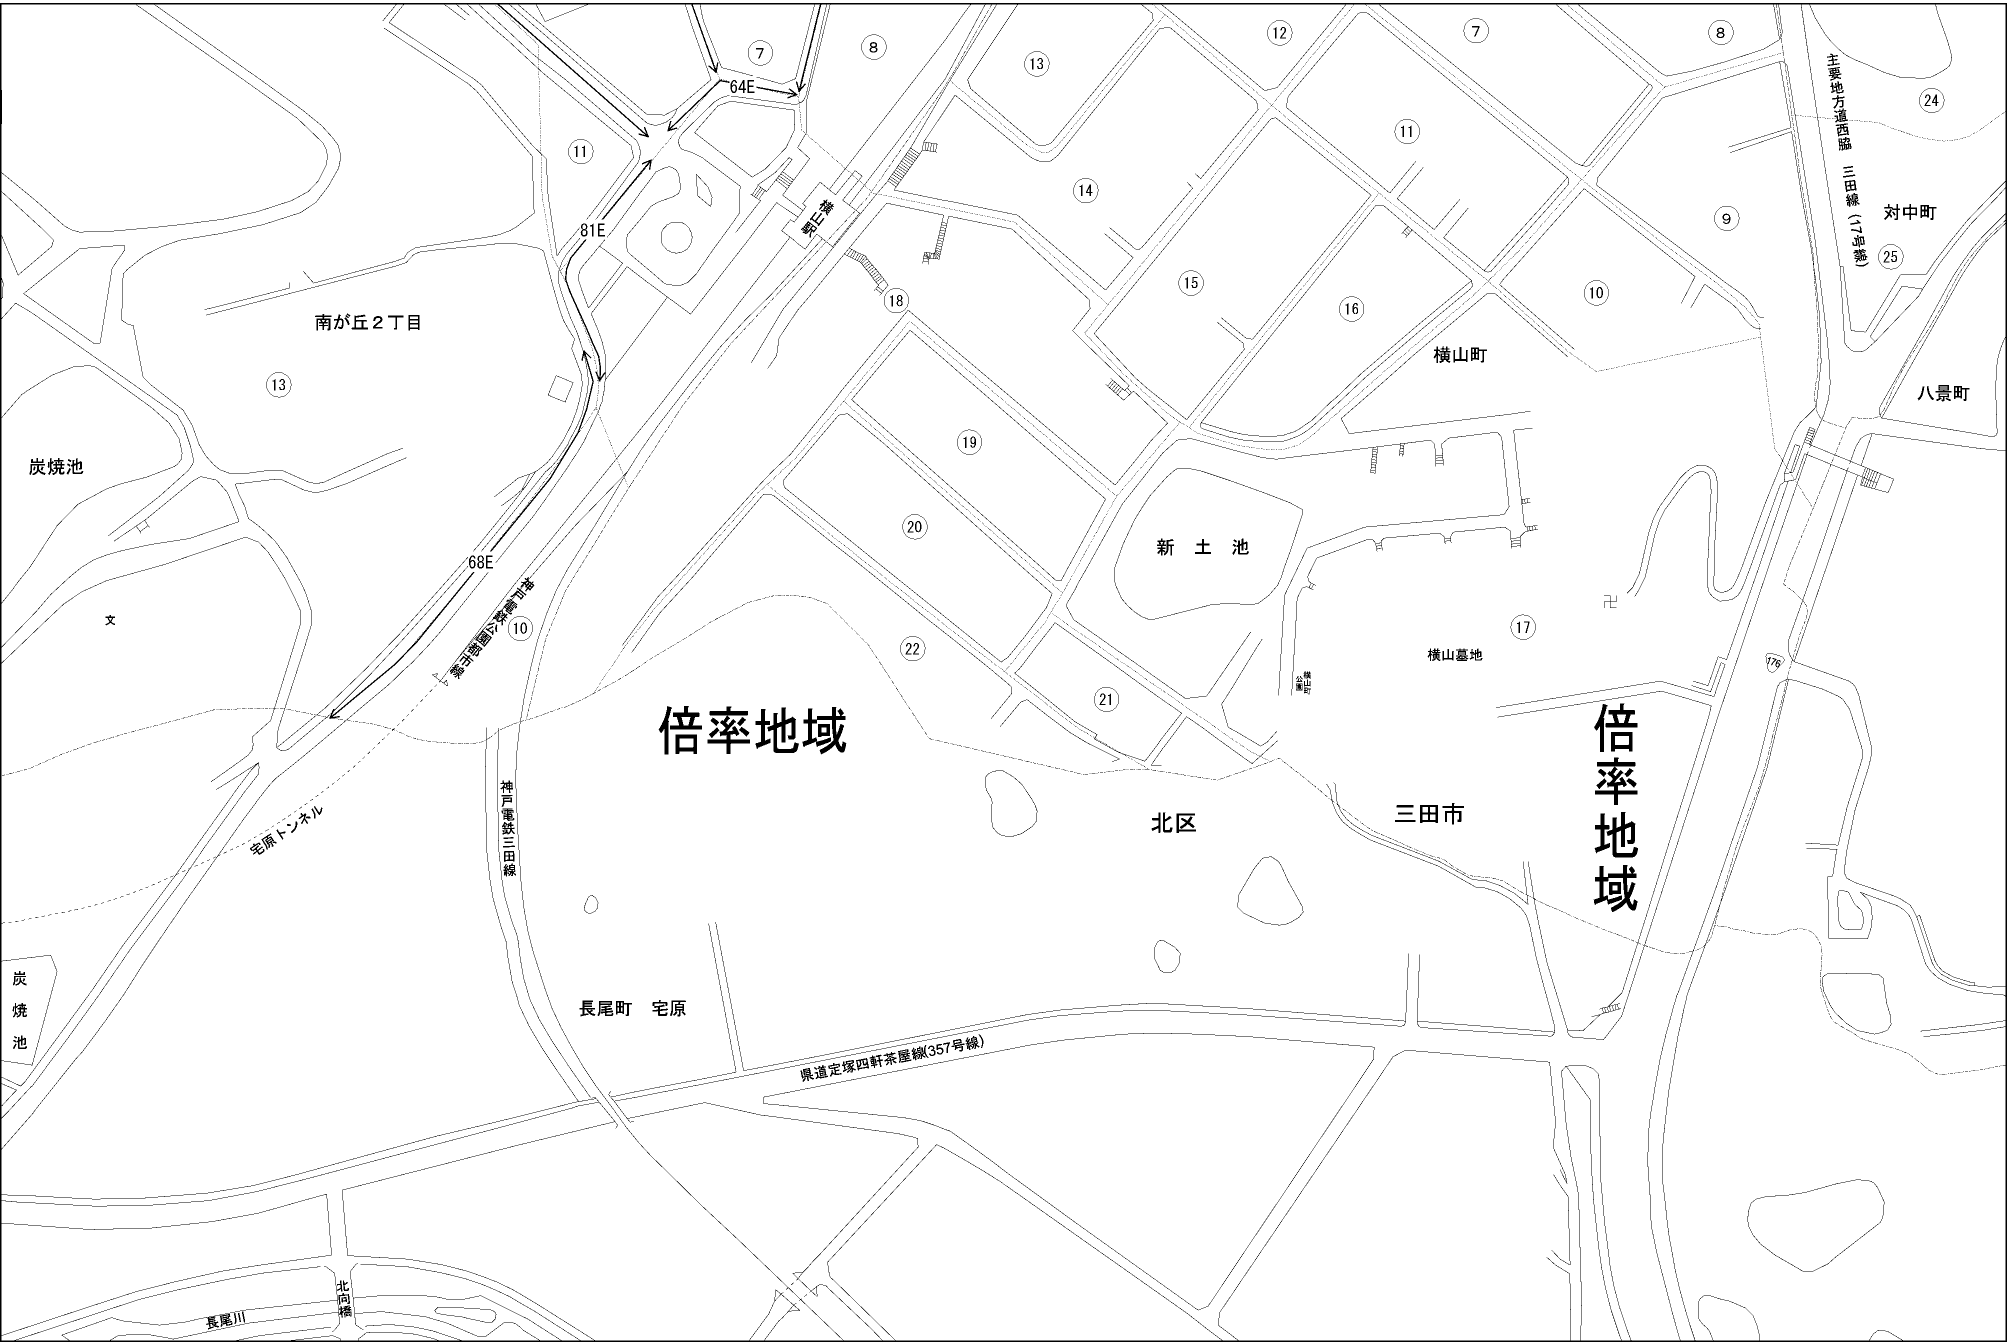 ⑦
⑧
⑬
⑫
⑦
⑧
64E
主要地方道西脇　三田線(17号線)
㉔
⑪
⑪
⑭
横山駅
⑨
対中町
81E
㉕
⑮
⑯
⑩
⑱
南が丘２丁目
⑬
横山町
八景町
炭焼池
⑲
⑳
新　土　池
68E
神戸電鉄公園都市線
⑩
文
㉒
⑰
卐
横山墓地
横山町公園
176
㉑
倍率地域
倍率地域
宅原トンネル
神戸電鉄三田線
北区
三田市
炭焼池
長尾町　宅原
県道定塚四軒茶屋線(357号線)
北向橋
長尾川